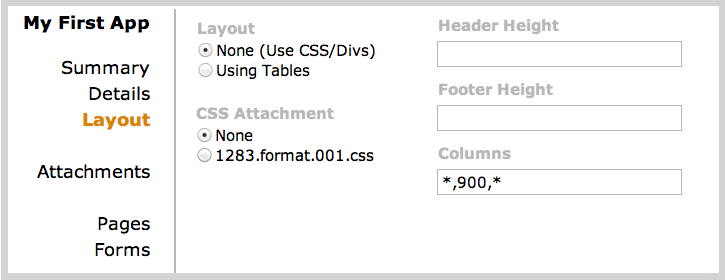 My First App
Summary
Details
Layout
Attachments
Pages
Forms
Layout
None (Use CSS/Divs)
Using Tables
CSS Attachment
None
1283.format.001.css
Header Height
Footer Height
Columns
*,900,*